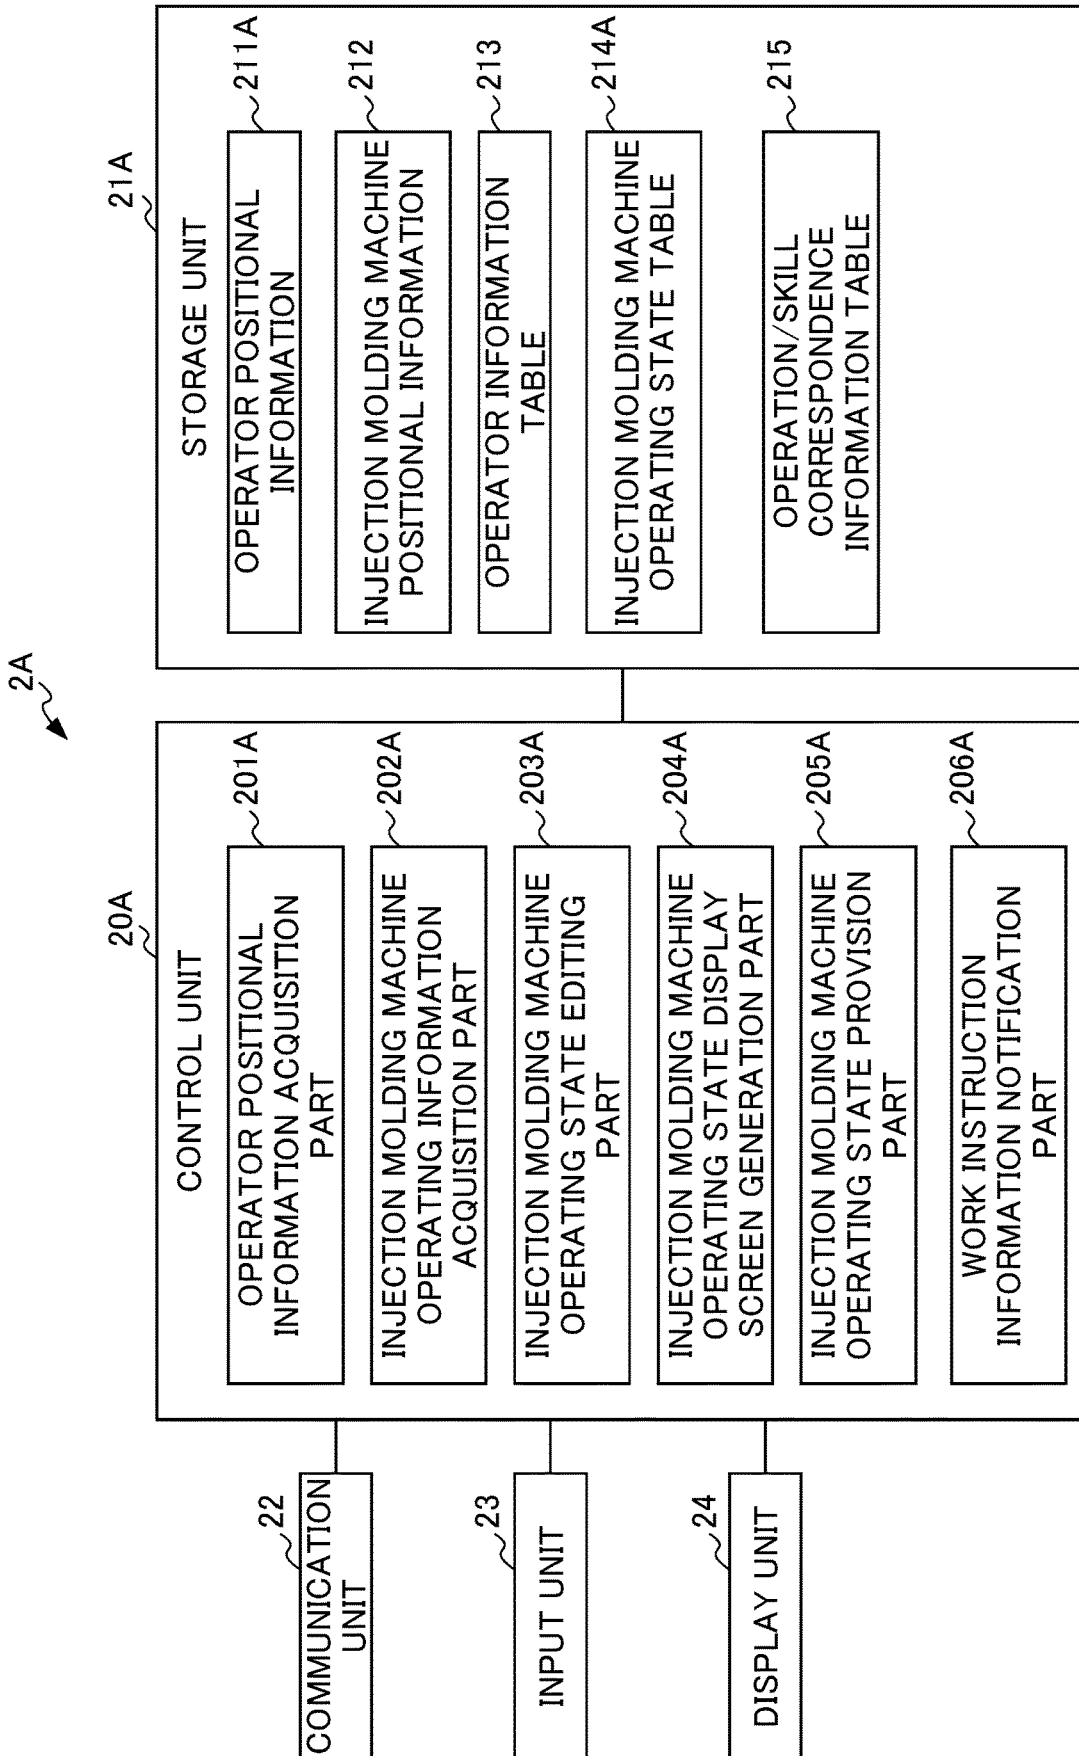 2A
22
COMMUNICATION
UNIT
23
INPUT UNIT
24
DISPLAY UNIT
20A
CONTROL UNIT
201A
OPERATOR POSITIONAL
INFORMATION ACQUISITION
PART
202A
INJECTION MOLDING MACHINE
OPERATING INFORMATION
ACQUISITION PART
203A
INJECTION MOLDING MACHINE
OPERATING STATE EDITING
PART
204A
INJECTION MOLDING MACHINE
OPERATING STATE DISPLAY
SCREEN GENERATION PART
205A
INJECTION MOLDING MACHINE
OPERATING STATE PROVISION
PART
206A
WORK INSTRUCTION
INFORMATION NOTIFICATION
PART
21A
STORAGE UNIT
211A
OPERATOR POSITIONAL
INFORMATION
212
INJECTION MOLDING MACHINE
POSITIONAL INFORMATION
213
OPERATOR INFORMATION
TABLE
214A
INJECTION MOLDING MACHINE
OPERATING STATE TABLE
215
OPERATION/SKILL
CORRESPONDENCE
INFORMATION TABLE